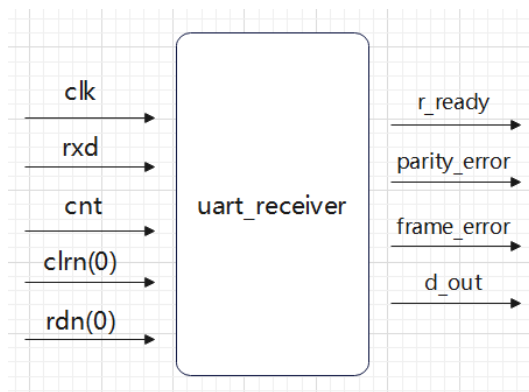 clk
rxd
cnt
clrn(0)
rdn(0)
uart_receiver
r_ready
parity_error
frame_error
d_out